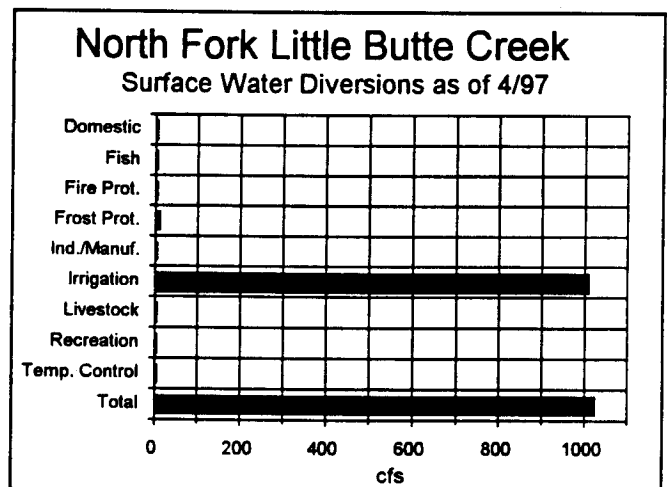 North Fork Little Butte Creek
Surface Water Diversions as of 4/97
Domestic
Fish
Fire Prot.
Frost Prot.
Ind./Manuf.
Irrigation
Livestock
Recreation
Temp. Control
Total
0 200 400 600 800 1000
cfs